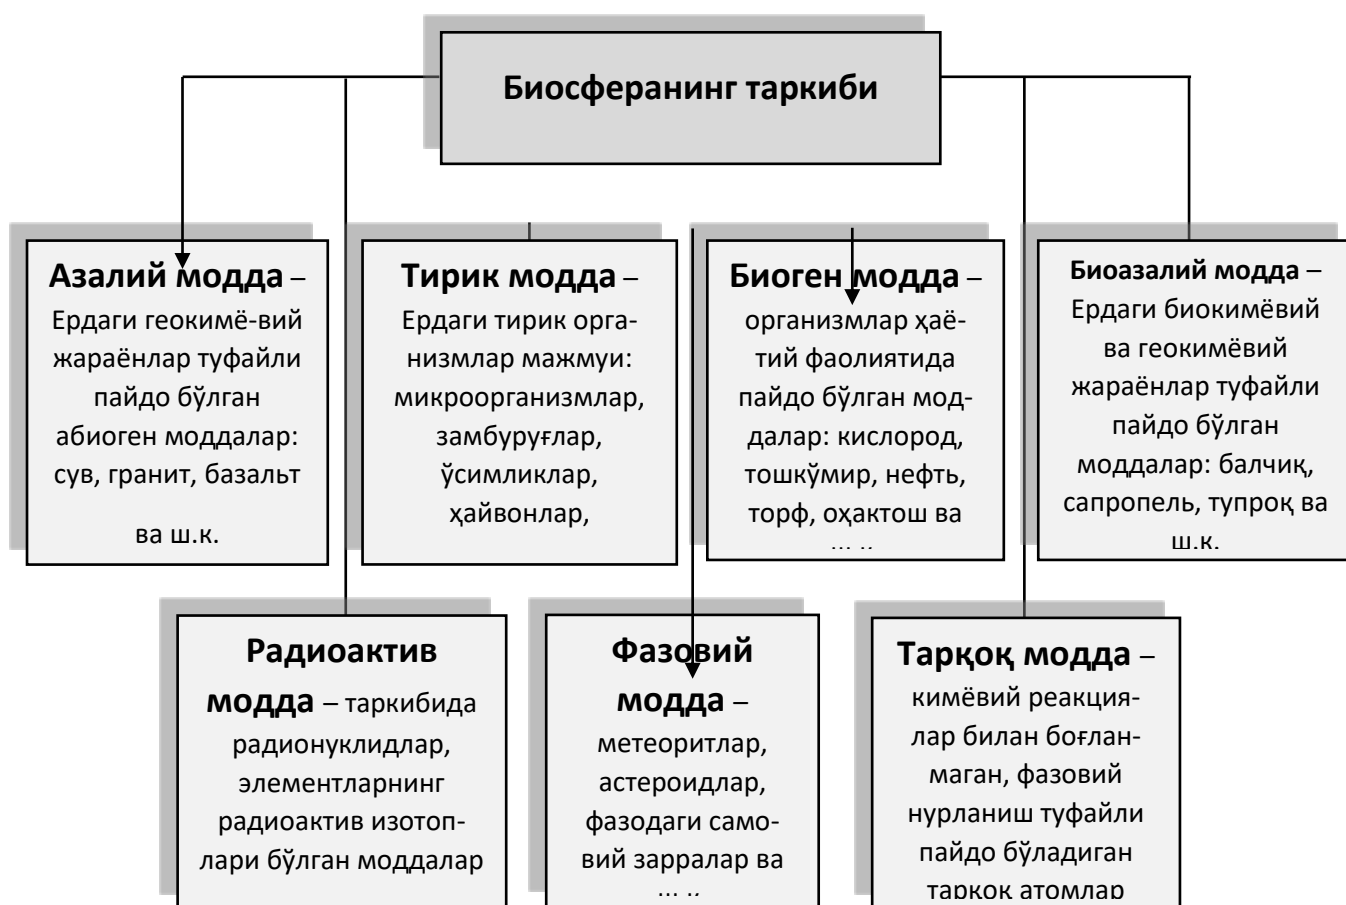 Биосферанинг таркиби
Азалий модда –
Ердаги геокимё-вий
жараёнлар туфайли
пайдо бўлган
абиоген моддалар:
сув, гранит, базальт
ва ш.к.
Тирик модда –
Ердаги тирик орга-
низмлар мажмуи:
микроорганизмлар,
замбуруғлар,
ўсимликлар,
ҳайвонлар,
Биоген модда –
организмлар ҳаё-
тий фаолиятида
пайдо бўлган мод-
далар: кислород,
тошкўмир, нефть,
торф, оҳактош ва
Биоазалий модда –
Ердаги биокимёвий
ва геокимёвий
жараёнлар туфайли
пайдо бўлган
моддалар: балчиқ,
сапропель, тупроқ ва
ш.к.
Радиоактив
модда – таркибида
радионуклидлар,
элементларнинг
радиоактив изотоп-
лари бўлган моддалар
Фазовий
модда –
метеоритлар,
астероидлар,
фазодаги само-
вий зарралар ва
Тарқоқ модда –
кимёвий реакция-
лар билан боғлан-
маган, фазовий
нурланиш туфайли
пайдо бўладиган
тарқоқ атомлар